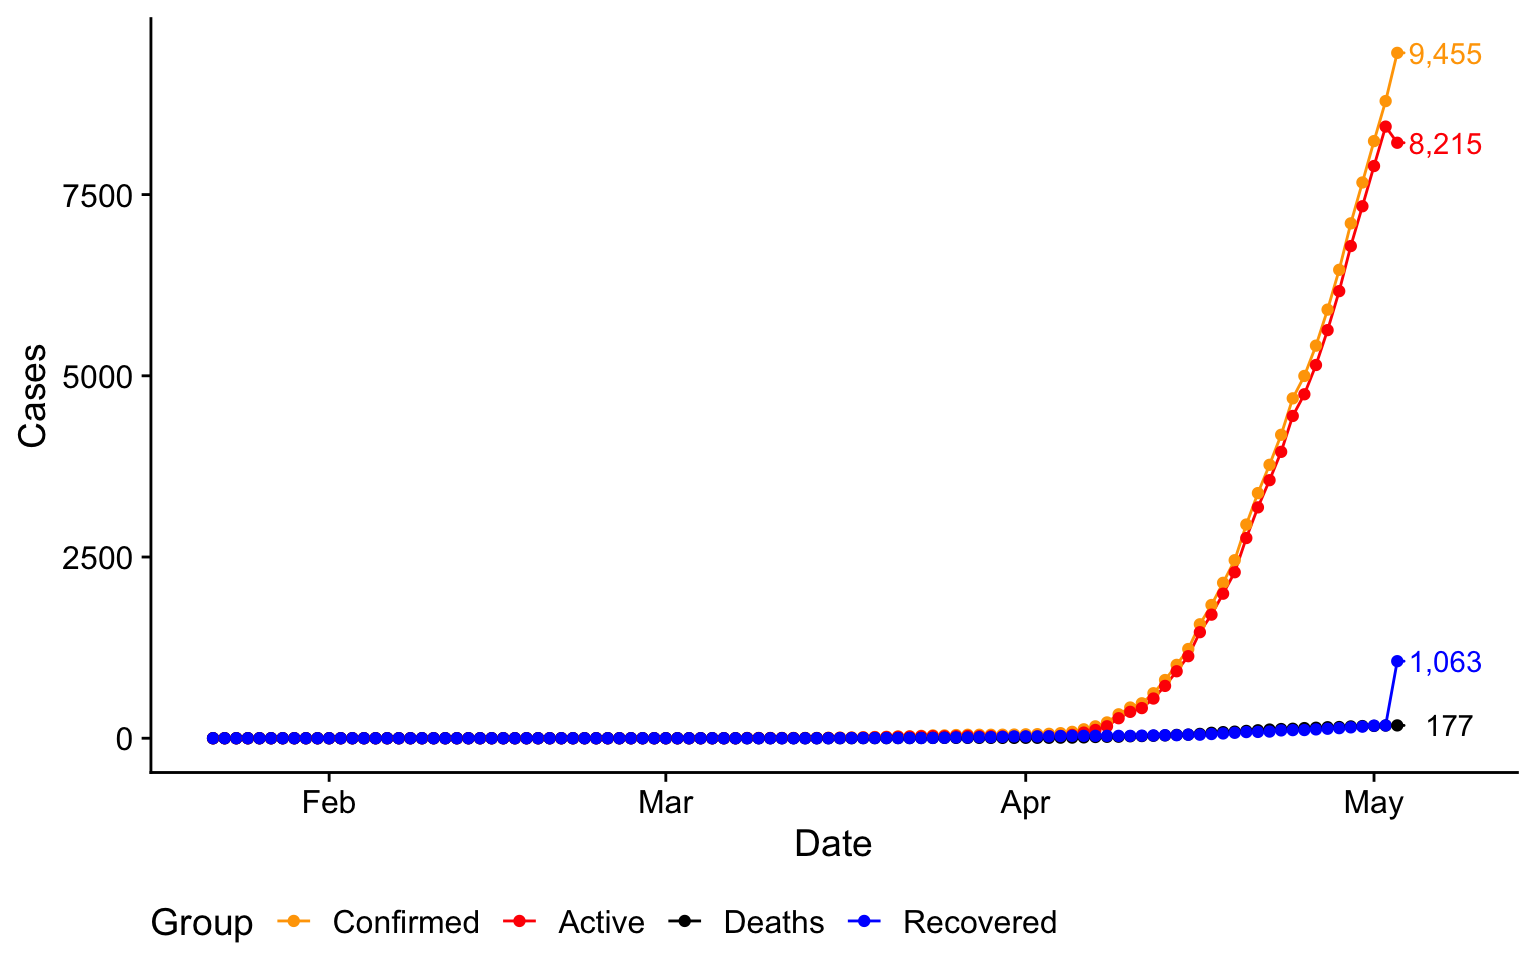 9,455
8,215
7500
5000
2500
0
1,063
177
Cases
Feb Mar Apr May
Date
Group Confirmed Active Deaths Recovered